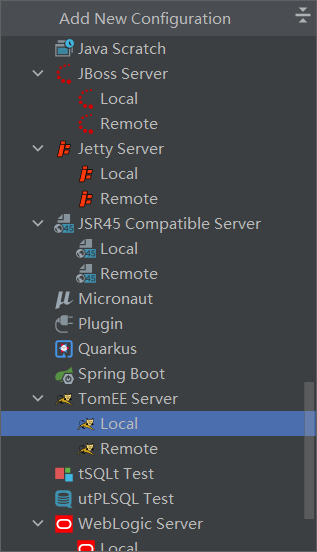 Add New Configuration
Java Scratch
JBoss Server
Local
Remote
Jetty Server
Local
Remote
JSR45 Compatible Server
Local
Remote
Micronaut
Plugin
Quarkus
Spring Boot
TomEE Server
Local
Remote
tSQLt Test
utPLSQL Test
WebLogic Server
Local